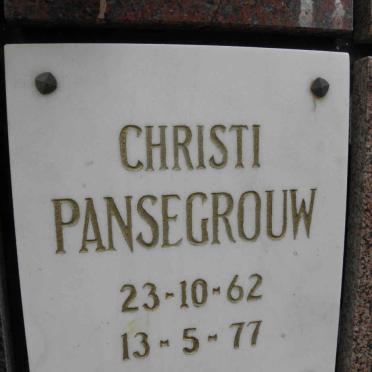 CHRISTI
PANSEGROUW
23-10-62
13-5-77